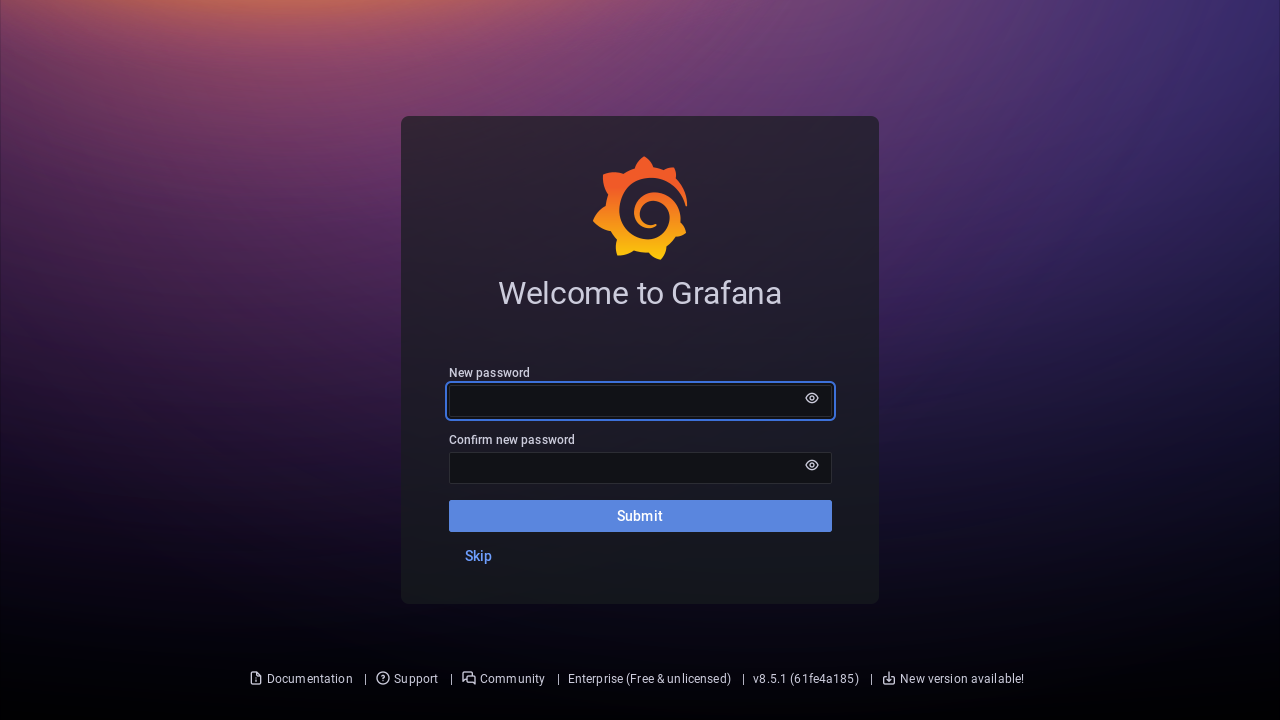 Welcome to Grafana
New password
Confirm new password
Submit
Skip
Documentation | Support | Community | Enterprise (Free & unlicensed) | v8.5.1 (61fe4a185) | New version available!